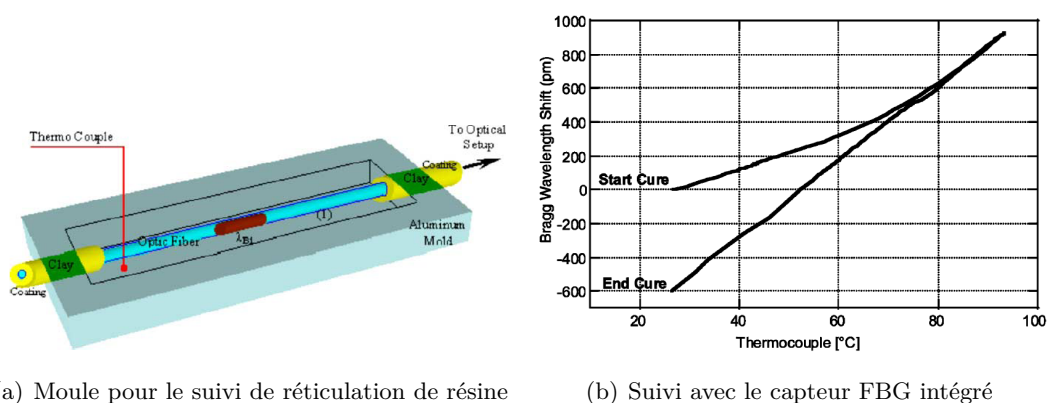 Thermo Couple
To Optical
Setup
Coating
Clay
(1)
Optic Fiber
λB1
Aluminum
Mold
Clay
Coating
a) Moule pour le suivi de réticulation de résine
1000
800
600
400
200
0
-200
-400
-600
Bragg Wavelength Shift (pm)
Start Cure
End Cure
20
40
60
80
100
Thermocouple [°C]
(b) Suivi avec le capteur FBG intégré